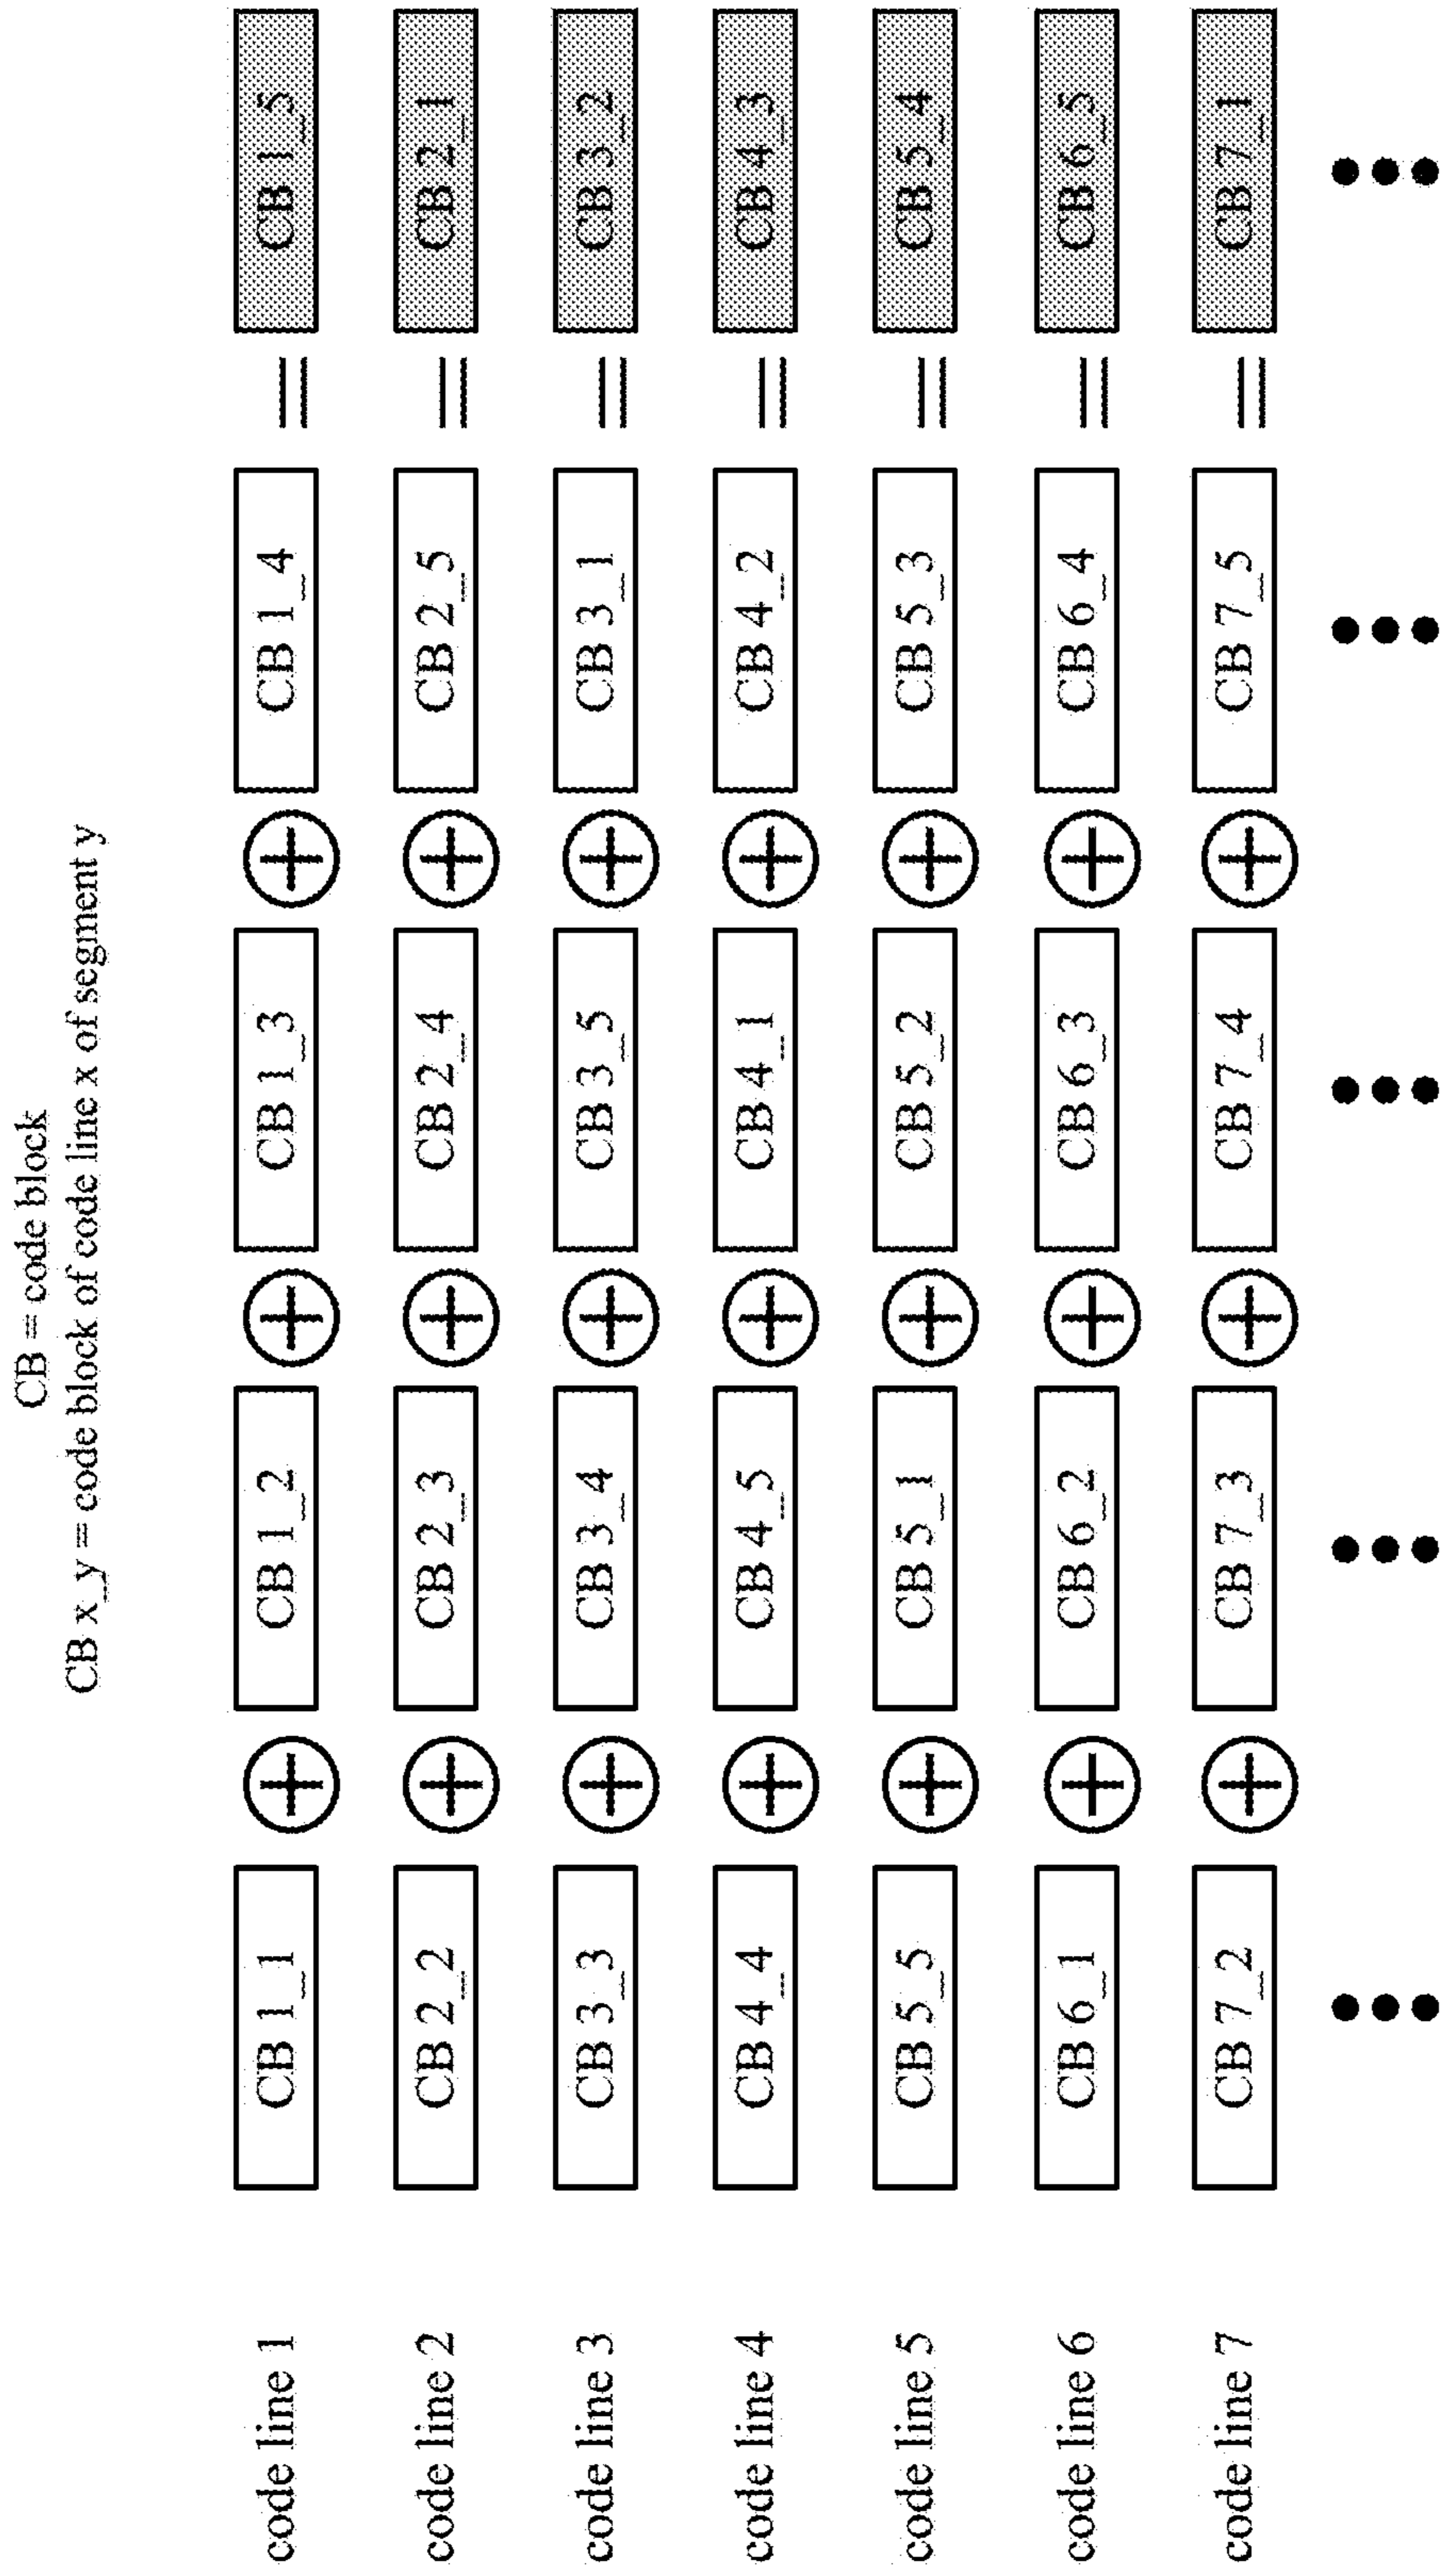 CB = code block
CB x_y = code block of code line x of segment y
code line 1 CB 1_1 ⊕ CB 1_2 ⊕ CB 1_3 ⊕ CB 1_4 = CB 1_5
code line 2 CB 2_2 ⊕ CB 2_3 ⊕ CB 2_4 ⊕ CB 2_5 = CB 2_1
code line 3 CB 3_3 ⊕ CB 3_4 ⊕ CB 3_5 ⊕ CB 3_1 = CB 3_2
code line 4 CB 4_4 ⊕ CB 4_5 ⊕ CB 4_1 ⊕ CB 4_2 = CB 4_3
code line 5 CB 5_5 ⊕ CB 5_1 ⊕ CB 5_2 ⊕ CB 5_3 = CB 5_4
code line 6 CB 6_1 ⊕ CB 6_2 ⊕ CB 6_3 ⊕ CB 6_4 = CB 6_5
code line 7 CB 7_2 ⊕ CB 7_3 ⊕ CB 7_4 ⊕ CB 7_5 = CB 7_1